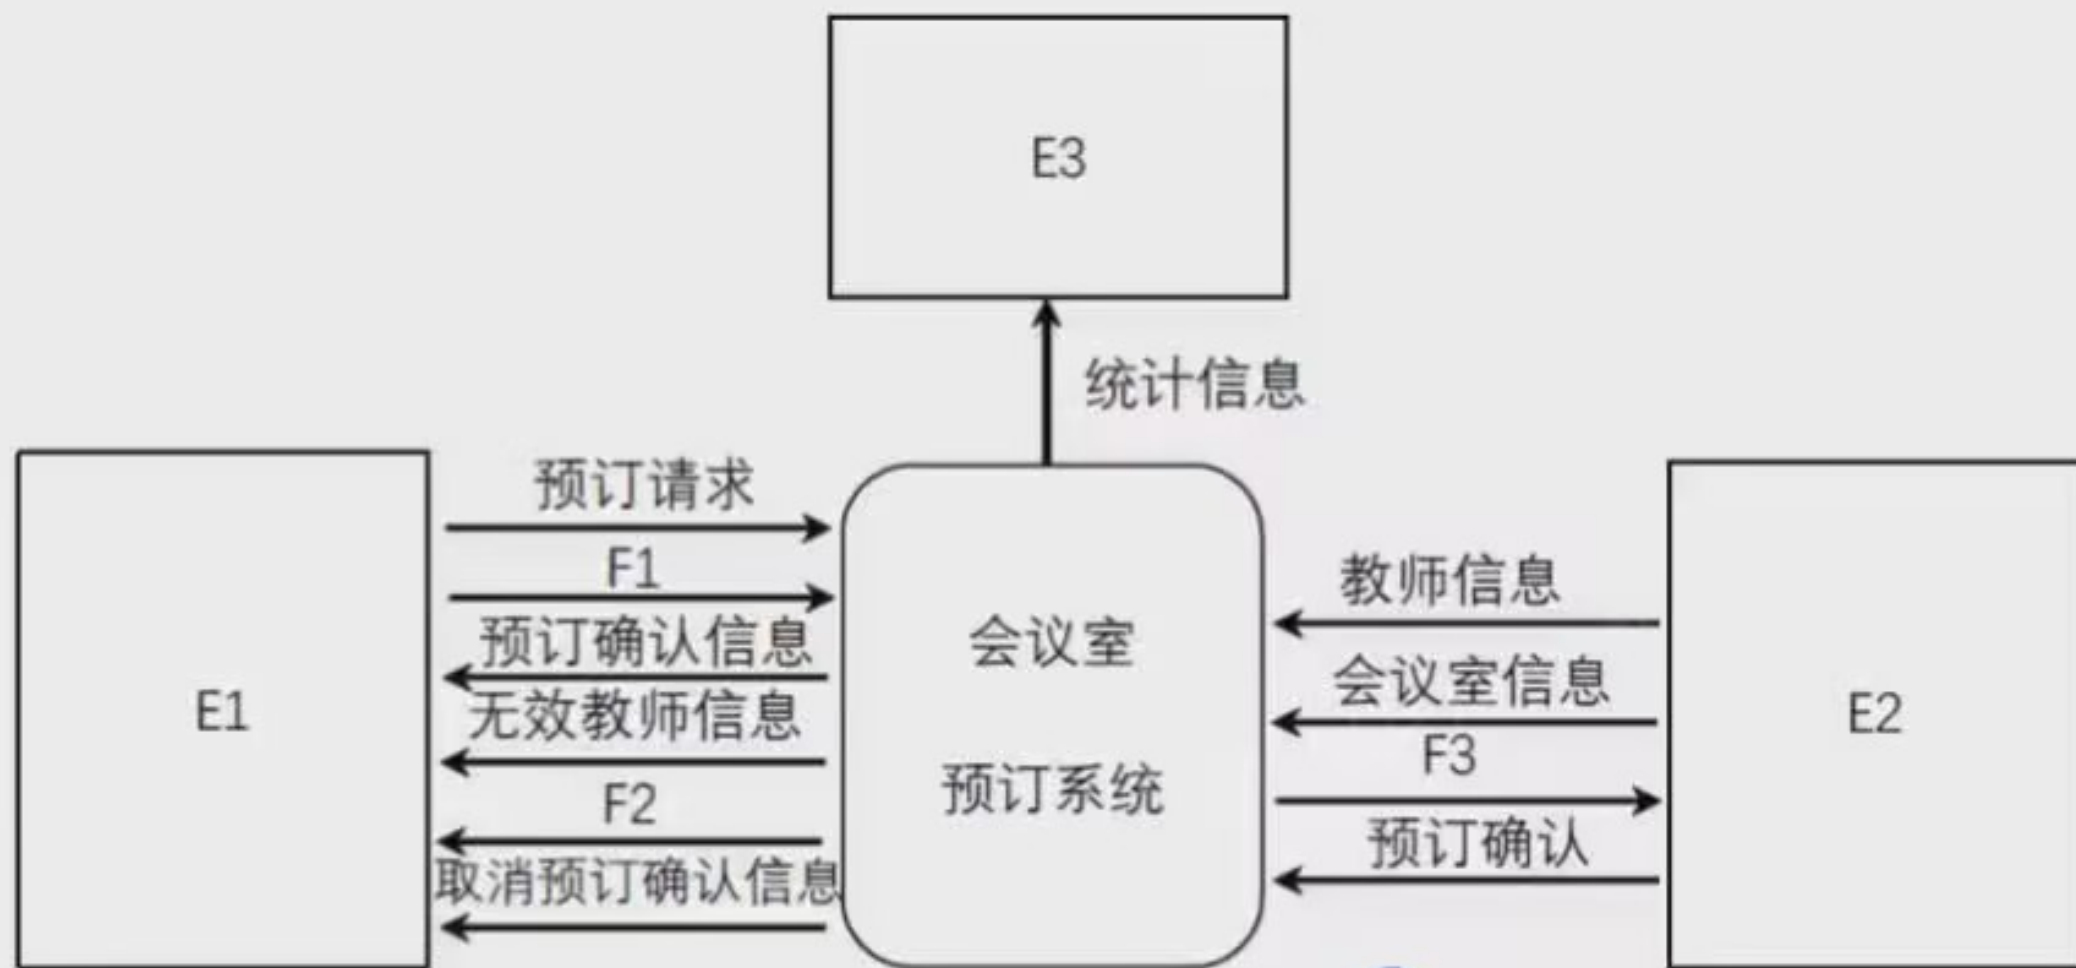 E3
统计信息
预订请求
F1
预订确认信息
无效教师信息
F2
取消预订确认信息
E1
会议室
预订系统
教师信息
会议室信息
F3
预订确认
E2